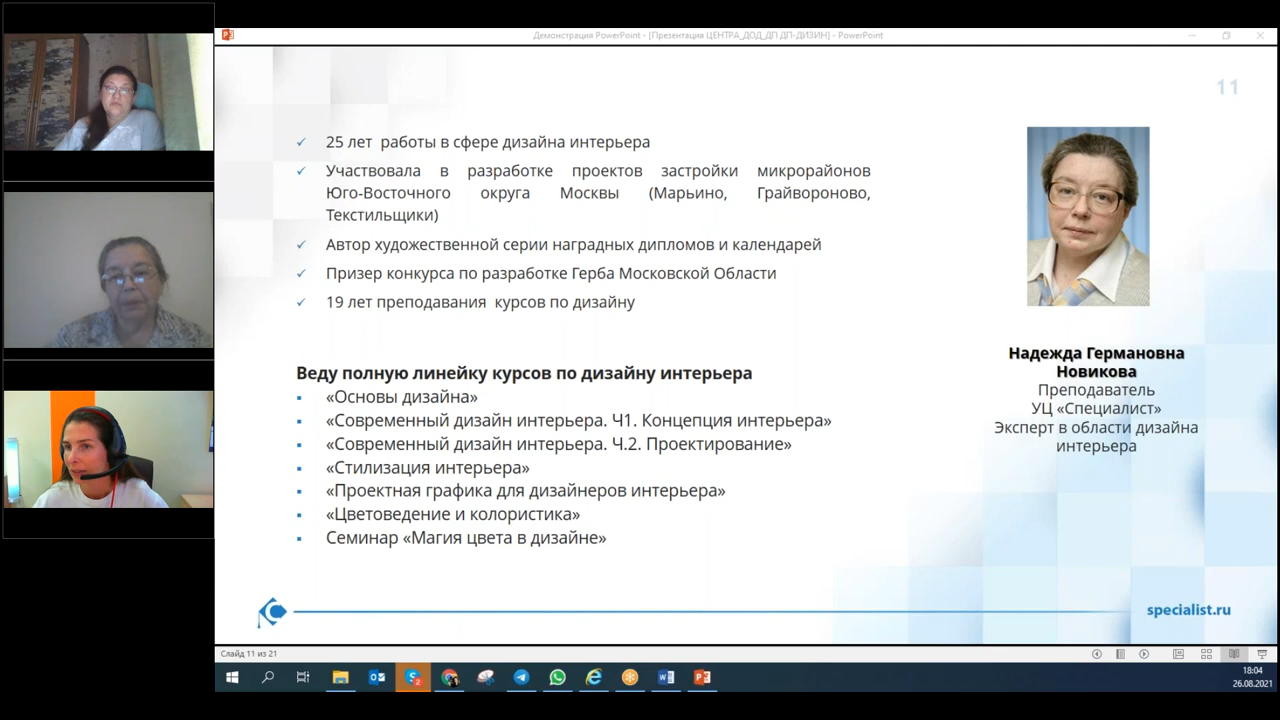 Демонстрация PowerPoint - [Презентация ЦЕНТРА_ДОД_ДП ДП-ДИЗИН] - PowerPoint
11
25 лет работы в сфере дизайна интерьера
Участвовала в разработке проектов застройки микрорайонов
Юго-Восточного округа Москвы (Марьино, Грайвороново,
Текстильщики)
Автор художественной серии наградных дипломов и календарей
Призер конкурса по разработке Герба Московской Области
19 лет преподавания курсов по дизайну
Веду полную линейку курсов по дизайну интерьера
«Основы дизайна»
«Современный дизайн интерьера. Ч1. Концепция интерьера»
«Современный дизайн интерьера. Ч.2. Проектирование»
«Стилизация интерьера»
«Проектная графика для дизайнеров интерьера»
«Цветоведение и колористика»
Семинар «Магия цвета в дизайне»
Надежда Германовна
Новикова
Преподаватель
УЦ «Специалист»
Эксперт в области дизайна
интерьера
specialist.ru
Слайд 11 из 21
18:04
26.08.2021